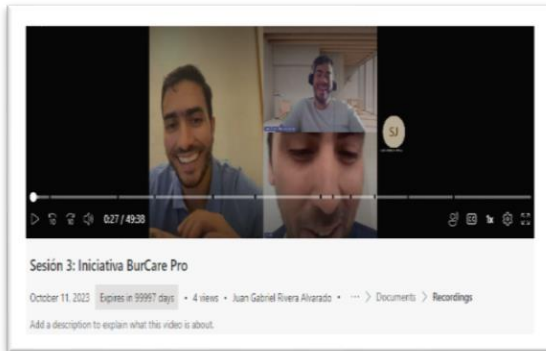 SJ
0:27 / 49:38
1x
Sesión 3: Iniciativa BurCare Pro
October 11, 2023 Expires in 99997 days • 4 views • Juan Gabriel Rivera Alvarado • ··· > Documents > Recordings
Add a description to explain what this video is about.